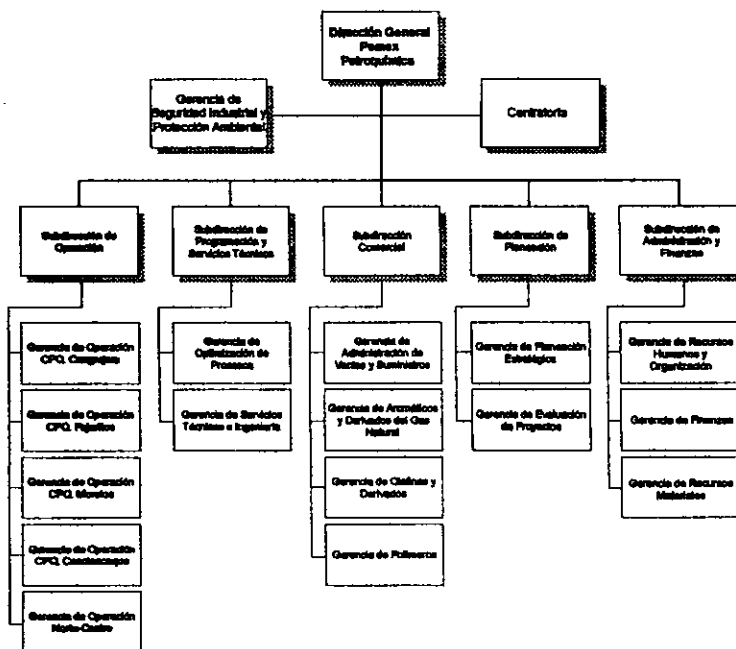 Dirección General
Pemex
Petroquímica
Gerencia de
Seguridad Industrial y
Protección Ambiental
Contraloría
Subdirección de
Operación
Subdirección de
Programación y
Servicios Técnicos
Subdirección
Comercial
Subdirección de
Planeación
Subdirección de
Administración y
Finanzas
Gerencia de Operación
CPQ. Cangrejera
Gerencia de Operación
CPQ. Pajaritos
Gerencia de Operación
CPQ. Morelos
Gerencia de Operación
CPQ. Cosoleacaque
Gerencia de Operación
Norte-Centro
Gerencia de
Optimización de
Procesos
Gerencia de Servicios
Técnicos e Ingeniería
Gerencia de
Administración de
Ventas y Suministros
Gerencia de Aromáticos
y Derivados del Gas
Natural
Gerencia de Olefinas y
Derivados
Gerencia de Polímeros
Gerencia de Planeación
Estratégica
Gerencia de Evaluación
de Proyectos
Gerencia de Recursos
Humanos y
Organización
Gerencia de Finanzas
Gerencia de Recursos
Materiales